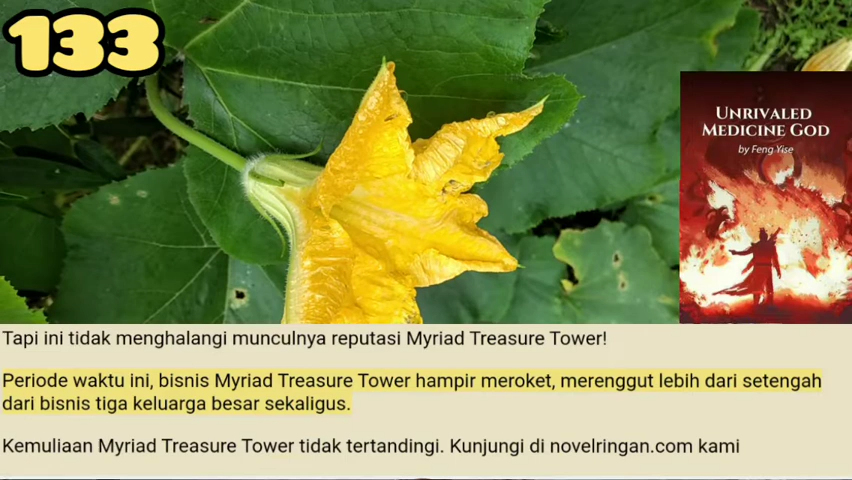 133
UNRIVALED
MEDICINE GOD
by Feng Yise
Tapi ini tidak menghalangi munculnya reputasi Myriad Treasure Tower!
Periode waktu ini, bisnis Myriad Treasure Tower hampir meroket, merenggut lebih dari setengah
dari bisnis tiga keluarga besar sekaligus.
Kemuliaan Myriad Treasure Tower tidak tertandingi. Kunjungi di novelringan.com kami